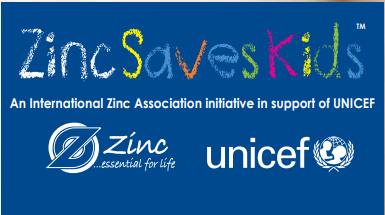 ZincSavesKids™
An International Zinc Association initiative in support of UNICEF
Zinc
...essential for life
unicef